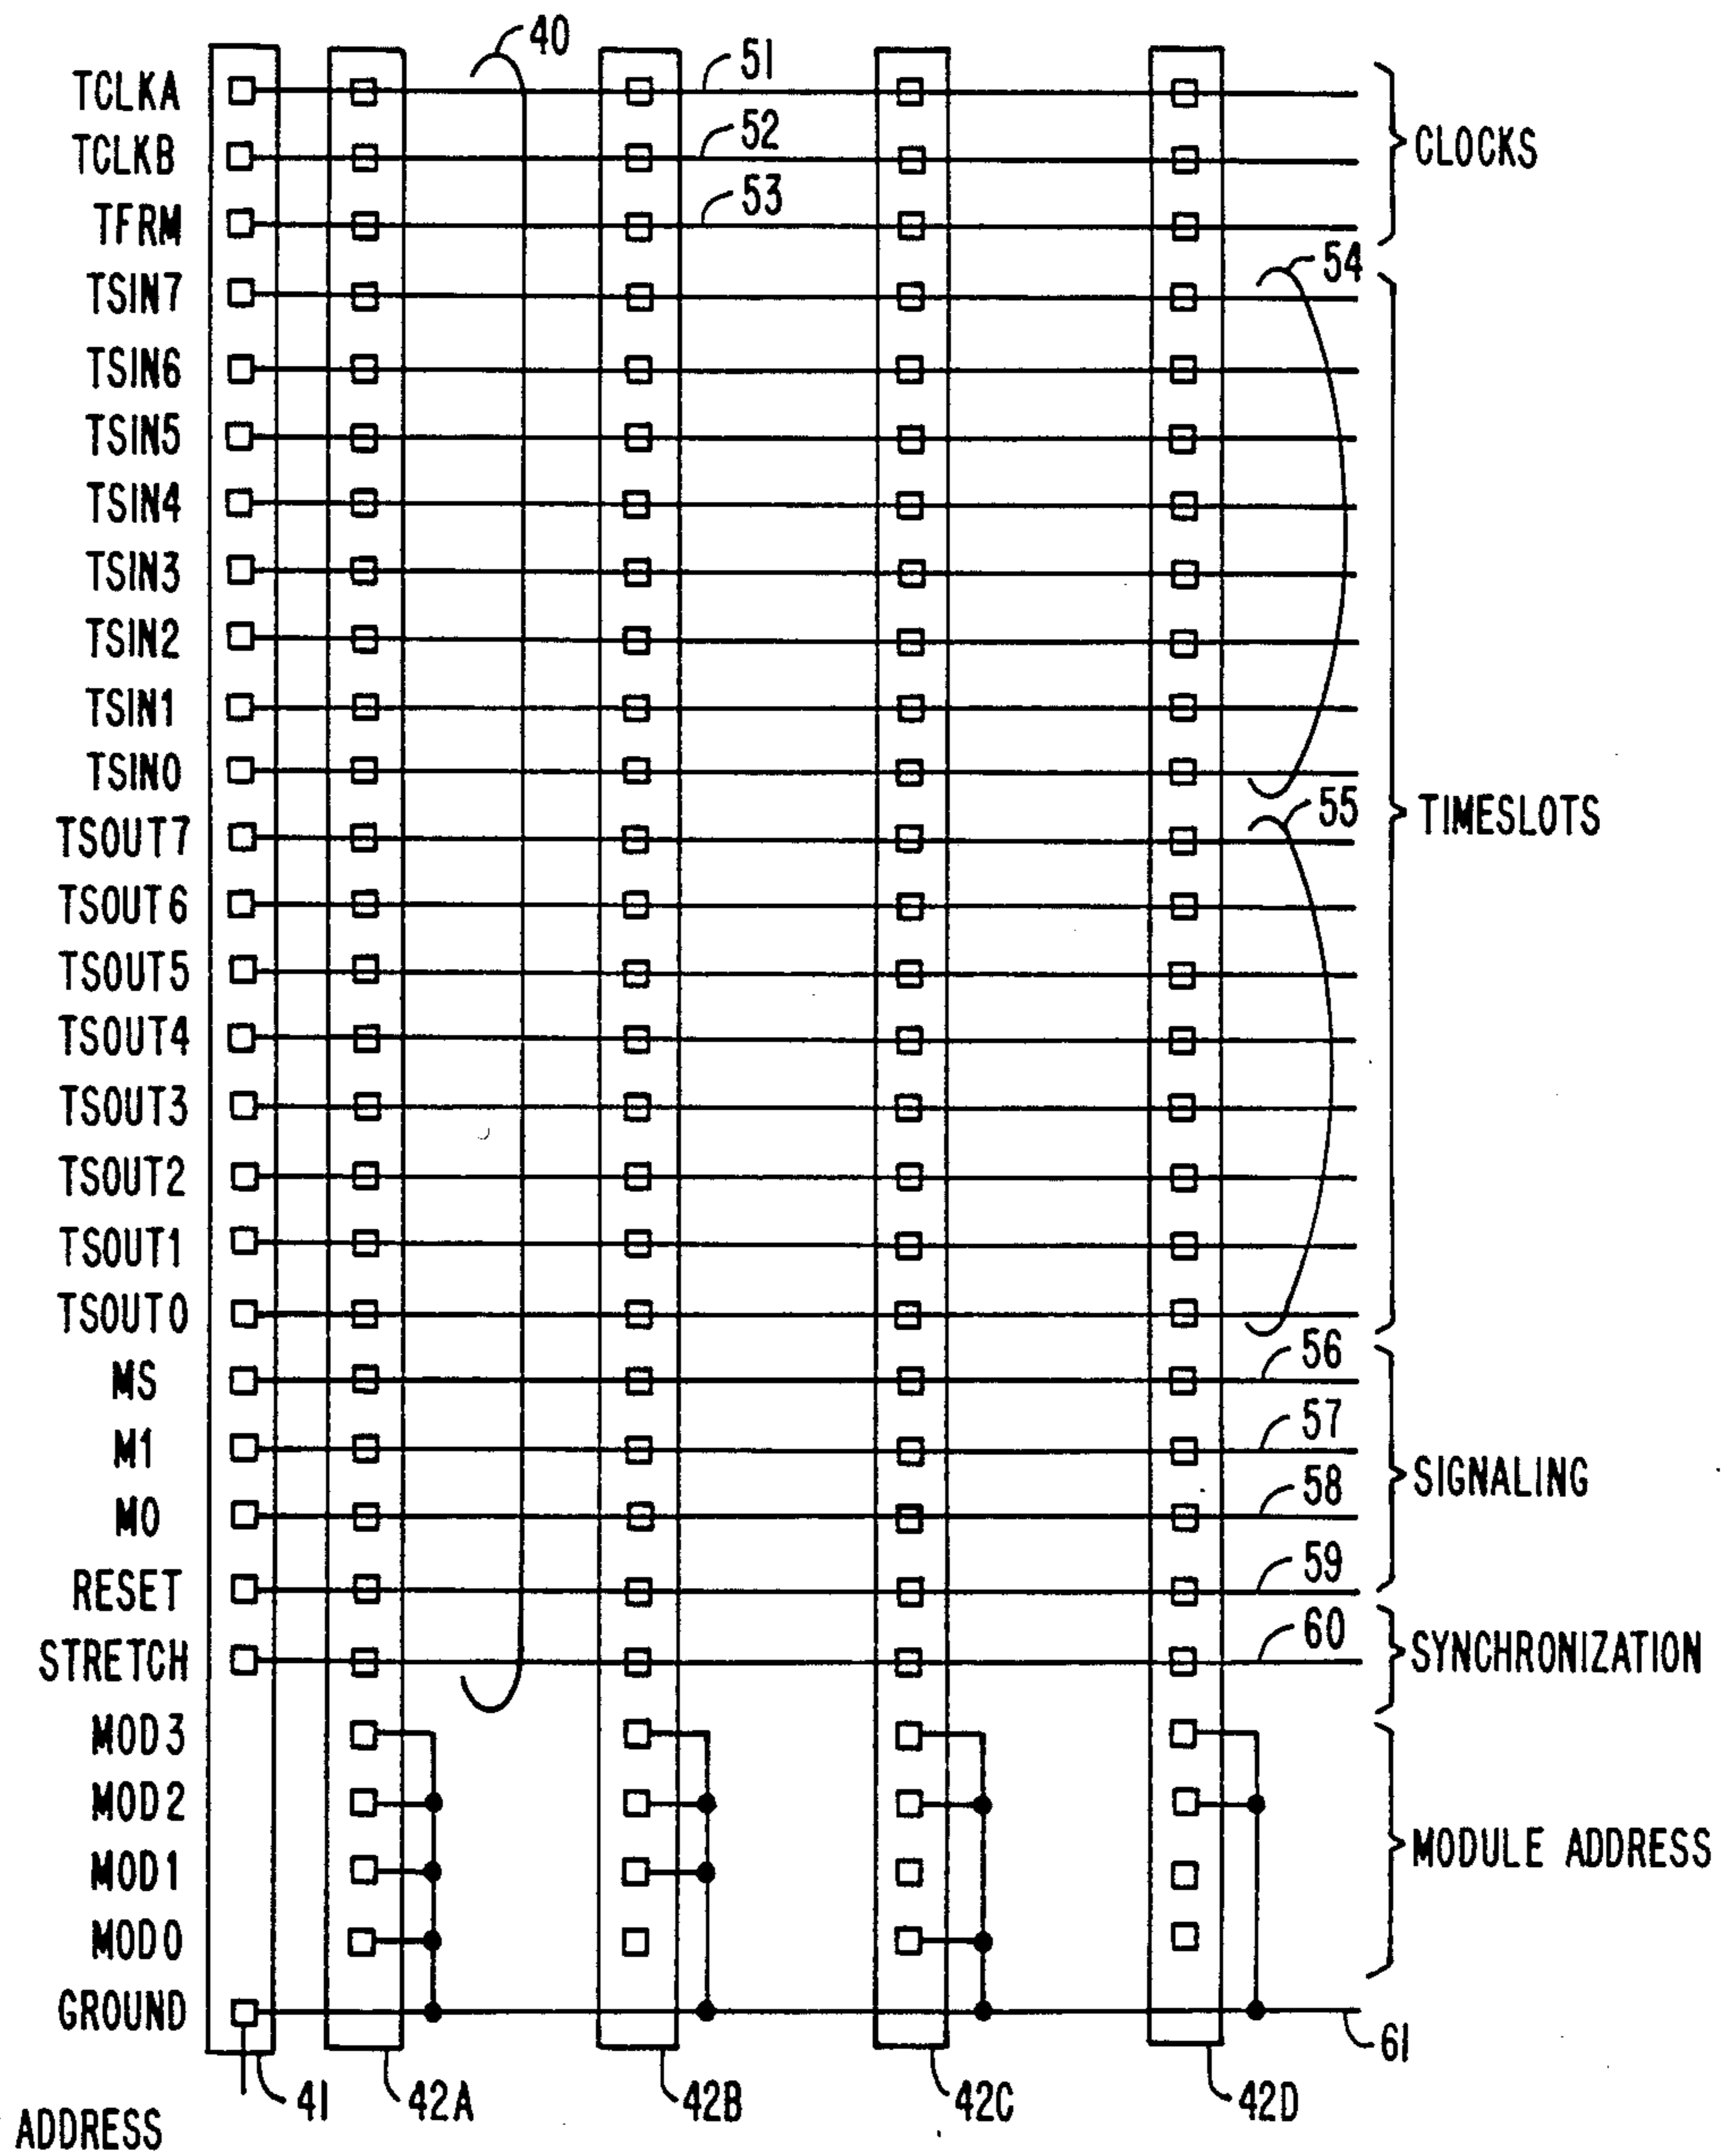 40
TCLKA
51
TCLKB
52
CLOCKS
TFRM
53
54
TSIN7
TSIN6
TSIN5
TSIN4
TSIN3
TSIN2
TSIN1
TSIN0
55
TIMESLOTS
TSOUT7
TSOUT6
TSOUT5
TSOUT4
TSOUT3
TSOUT2
TSOUT1
TSOUT0
56
MS
57
M1
SIGNALING
58
M0
59
RESET
60
STRETCH
SYNCHRONIZATION
MOD3
MOD2
MODULE ADDRESS
MOD1
MOD0
GROUND
61
41
42A
42B
42C
42D
ADDRESS